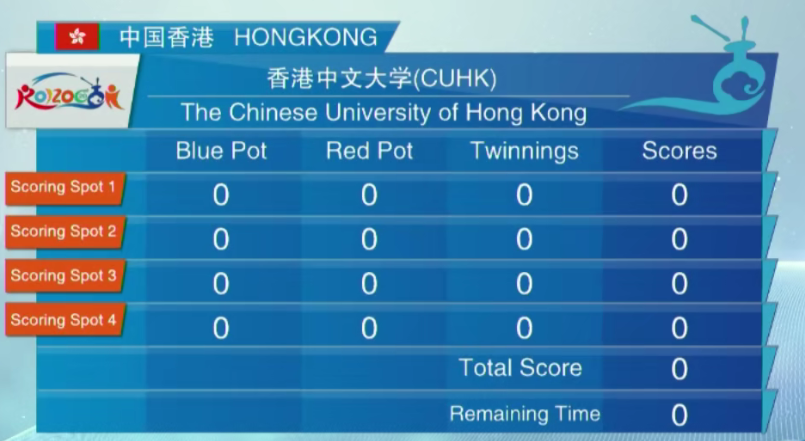 中国香港 HONGKONG
香港中文大学(CUHK)
The Chinese University of Hong Kong
Blue Pot Red Pot Twinnings Scores
Scoring Spot 1 0 0 0 0
Scoring Spot 2 0 0 0 0
Scoring Spot 3 0 0 0 0
Scoring Spot 4 0 0 0 0
Total Score 0
Remaining Time 0